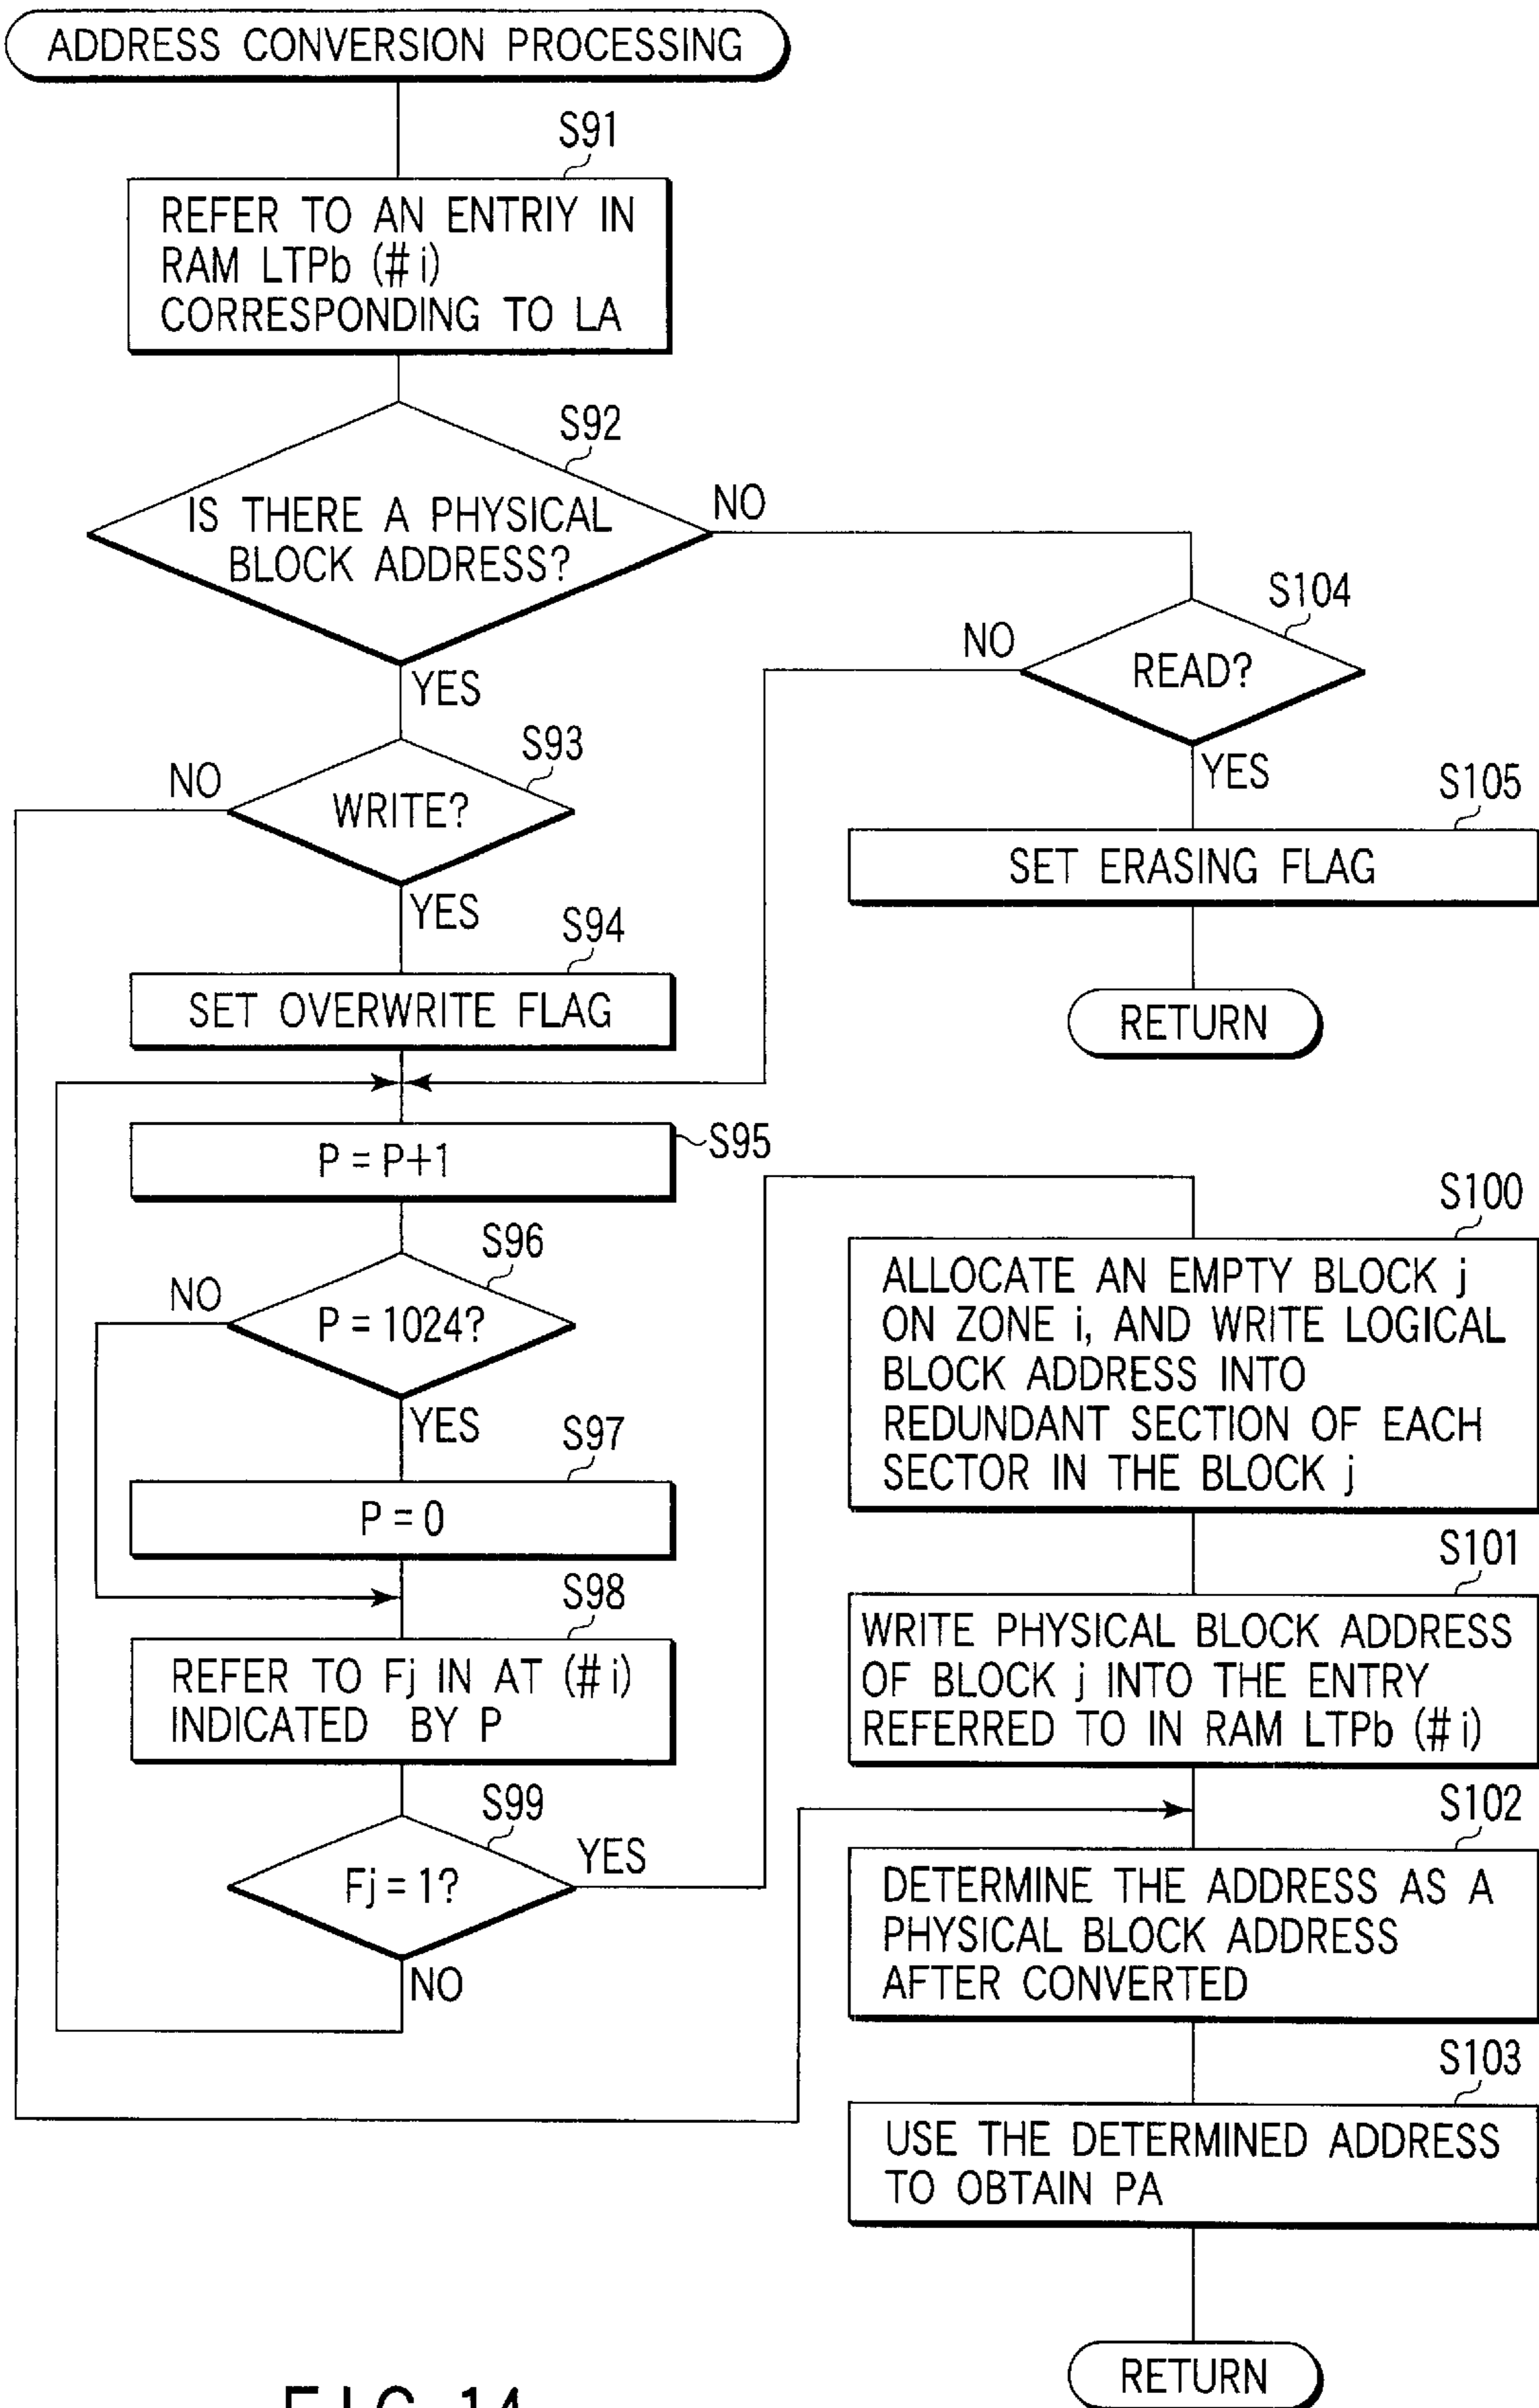 ADDRESS CONVERSION PROCESSING
S91
REFER TO AN ENTRIY IN
RAM LTPb (# i)
CORRESPONDING TO LA
S92
IS THERE A PHYSICAL
BLOCK ADDRESS?
NO
YES
S104
READ?
NO
YES
S105
SET ERASING FLAG
RETURN
S93
WRITE?
NO
YES
S94
SET OVERWRITE FLAG
S95
P = P+1
S96
P = 1024?
NO
YES
S97
P = 0
S98
REFER TO Fj IN AT (# i)
INDICATED BY P
S99
Fj = 1?
YES
NO
S100
ALLOCATE AN EMPTY BLOCK j
ON ZONE i, AND WRITE LOGICAL
BLOCK ADDRESS INTO
REDUNDANT SECTION OF EACH
SECTOR IN THE BLOCK j
S101
WRITE PHYSICAL BLOCK ADDRESS
OF BLOCK j INTO THE ENTRY
REFERRED TO IN RAM LTPb (# i)
S102
DETERMINE THE ADDRESS AS A
PHYSICAL BLOCK ADDRESS
AFTER CONVERTED
S103
USE THE DETERMINED ADDRESS
TO OBTAIN PA
RETURN
FIG. 14